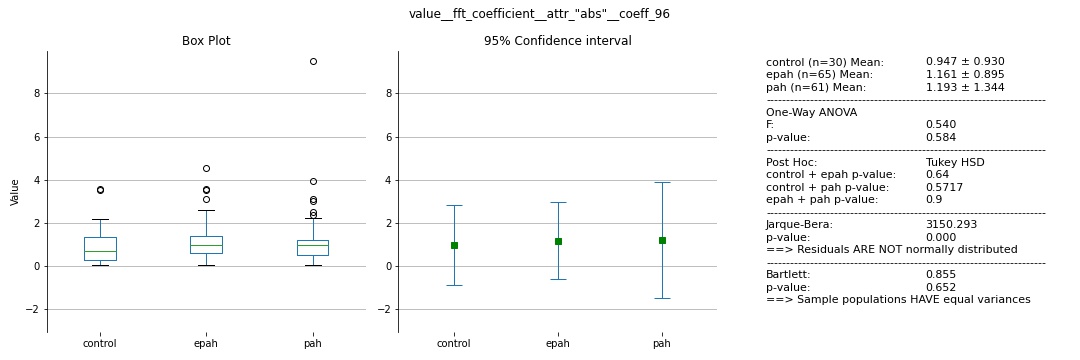 value__fft_coefficient__attr_"abs"__coeff_96
Box Plot
Value
8
6
4
2
0
−2
control epah pah
95% Confidence interval
8
6
4
2
0
−2
control epah pah
control (n=30) Mean: 0.947 ± 0.930
epah (n=65) Mean: 1.161 ± 0.895
pah (n=61) Mean: 1.193 ± 1.344
One-Way ANOVA
F: 0.540
p-value: 0.584
Post Hoc: Tukey HSD
control + epah p-value: 0.64
control + pah p-value: 0.5717
epah + pah p-value: 0.9
Jarque-Bera: 3150.293
p-value: 0.000
==> Residuals ARE NOT normally distributed
Bartlett: 0.855
p-value: 0.652
==> Sample populations HAVE equal variances